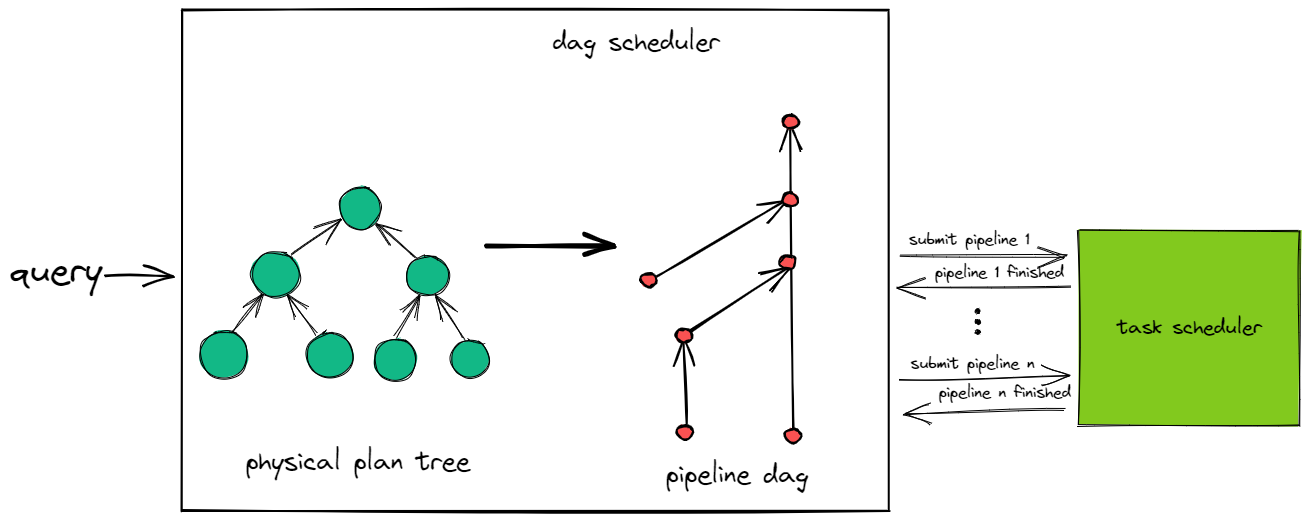 dag scheduler
query
physical plan tree
pipeline dag
submit pipeline 1
pipeline 1 finished
submit pipeline n
pipeline n finished
task scheduler